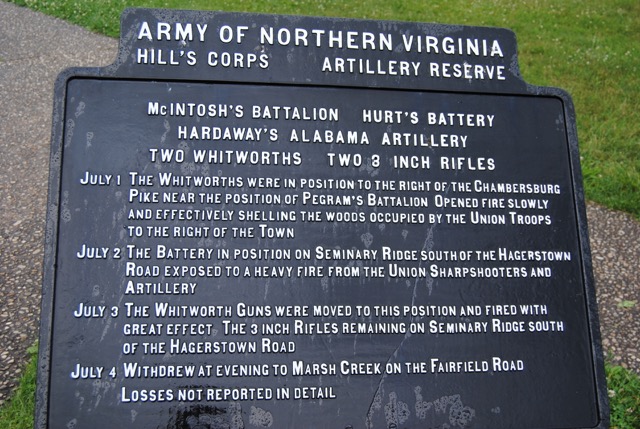 ARMY OF NORTHERN VIRGINIA
HILL'S CORPS ARTILLERY RESERVE
McINTOSH'S BATTALION HURT'S BATTERY
HARDAWAY'S ALABAMA ARTILLERY
TWO WHITWORTHS TWO 3 INCH RIFLES
JULY 1 THE WHITWORTHS WERE IN POSITION TO THE RIGHT OF THE CHAMBERSBURG
PIKE NEAR THE POSITION OF PEGRAM'S BATTALION OPENED FIRE SLOWLY
AND EFFECTIVELY SHELLING THE WOODS OCCUPIED BY THE UNION TROOPS
TO THE RIGHT OF THE TOWN
JULY 2 THE BATTERY IN POSITION ON SEMINARY RIDGE SOUTH OF THE HAGERSTOWN
ROAD EXPOSED TO A HEAVY FIRE FROM THE UNION SHARPSHOOTERS AND
ARTILLERY
JULY 3 THE WHITWORTH GUNS WERE MOVED TO THIS POSITION AND FIRED WITH
GREAT EFFECT THE 3 INCH RIFLES REMAINING ON SEMINARY RIDGE SOUTH
OF THE HAGERSTOWN ROAD
JULY 4 WITHDREW AT EVENING TO MARSH CREEK ON THE FAIRFIELD ROAD
LOSSES NOT REPORTED IN DETAIL